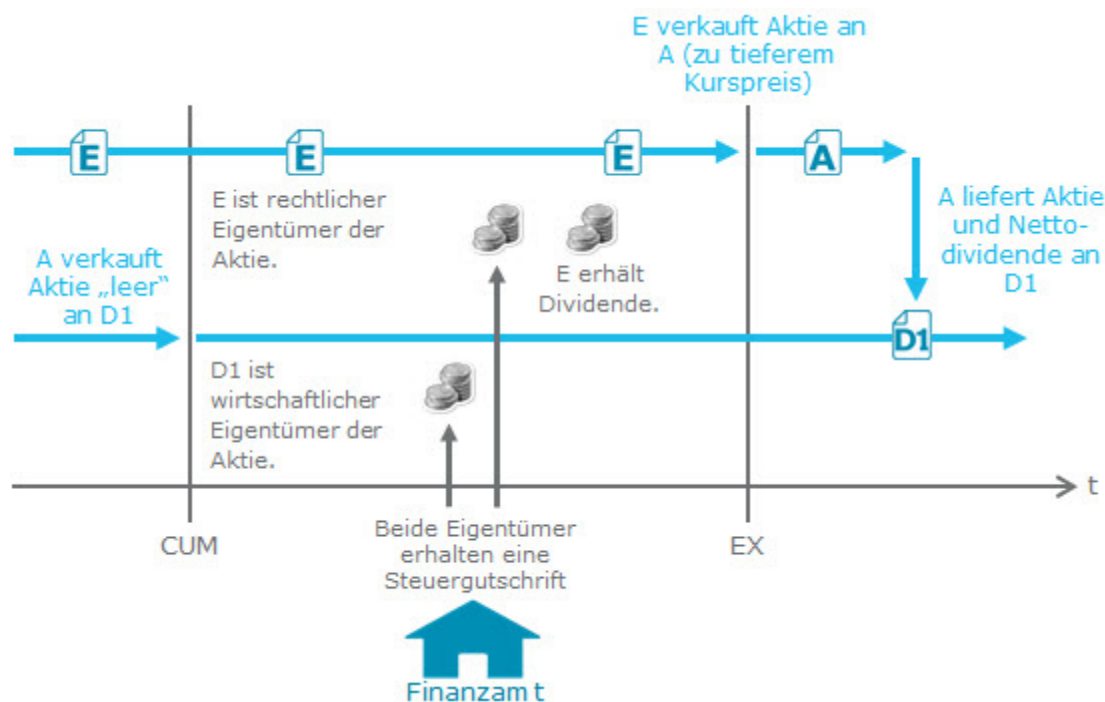 E verkauft Aktie an
A (zu tieferem
Kurspreis)
E
E
E
A
E ist rechtlicher
Eigentümer der
Aktie.
A verkauft
Aktie „leer“
an D1
E erhält
Dividende.
A liefert Aktie
und Netto-
dividende an
D1
D1
D1 ist
wirtschaftlicher
Eigentümer der
Aktie.
t
CUM
Beide Eigentümer
erhalten eine
Steuergutschrift
EX
Finanzamt